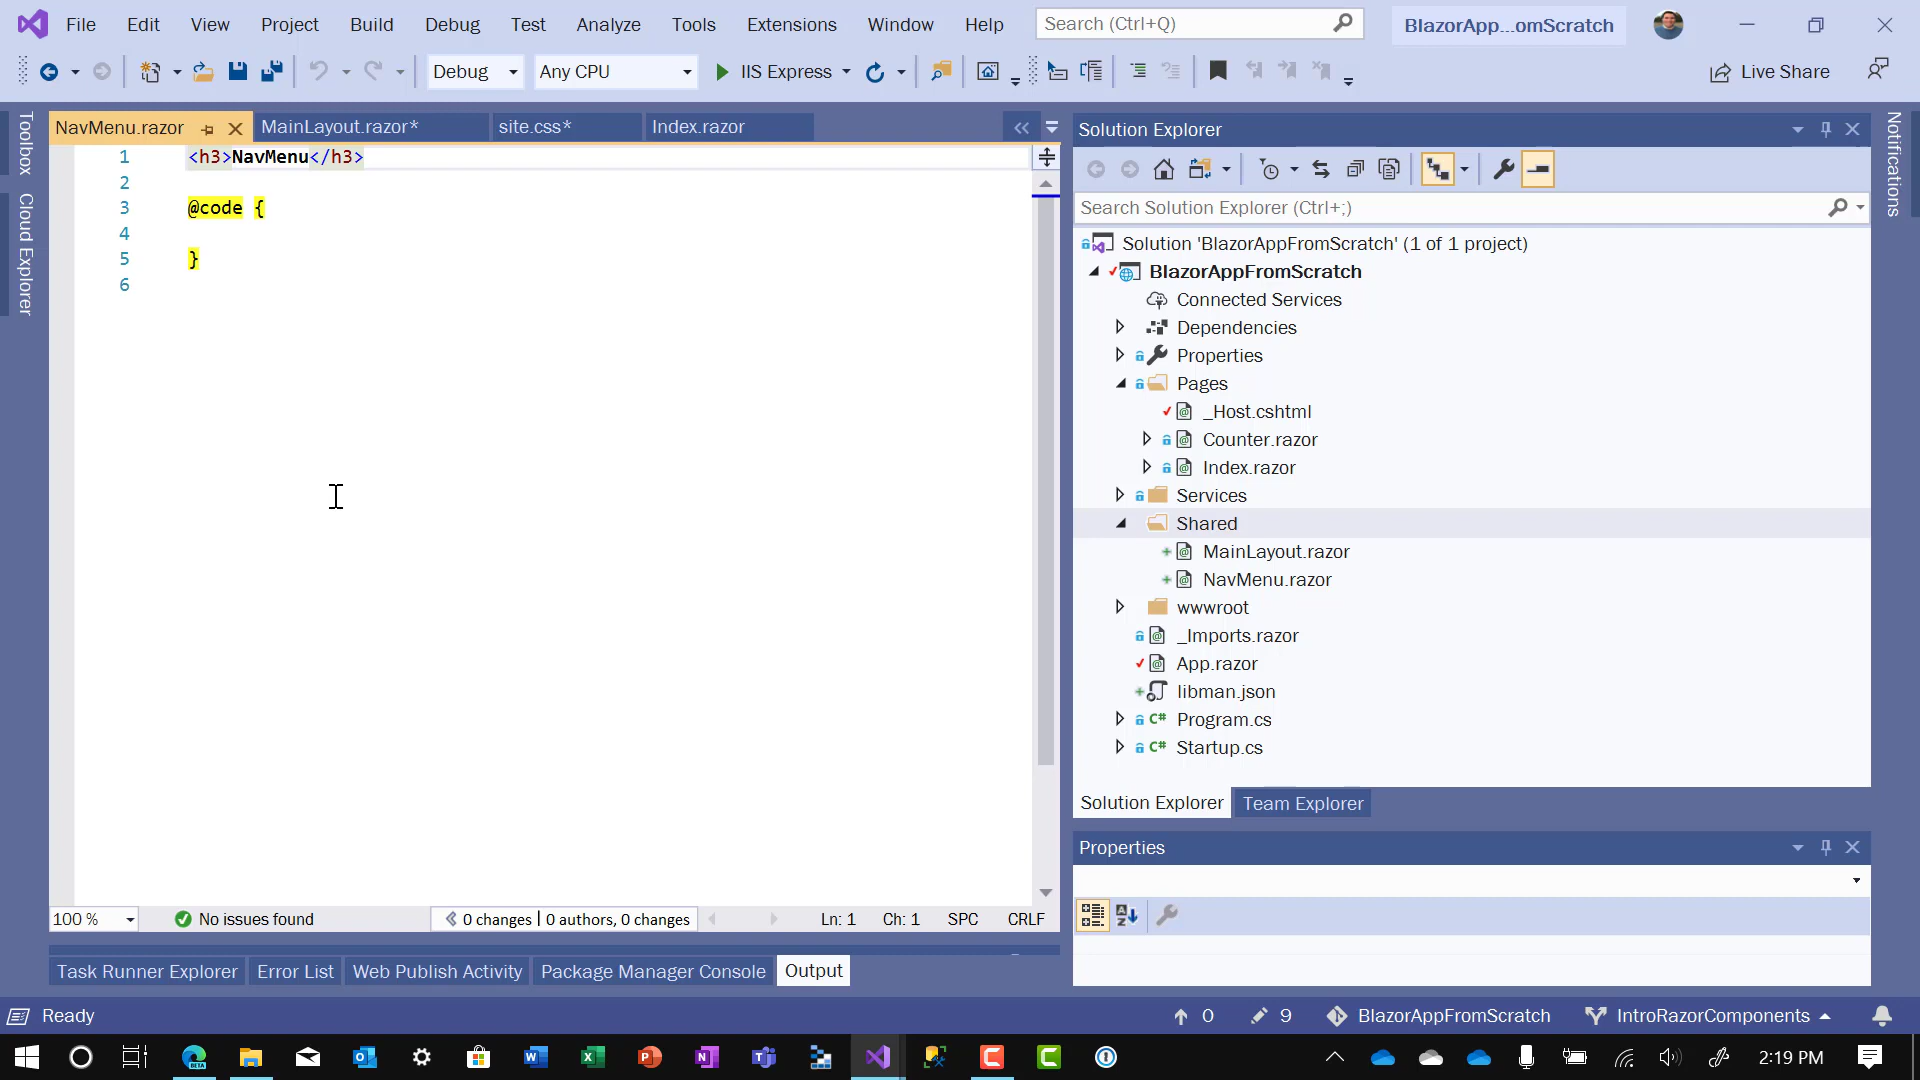 File Edit View Project Build Debug Test Analyze Tools Extensions Window Help Search (Ctrl+Q) BlazorApp...omScratch
Debug Any CPU IIS Express Live Share
Toolbox
Cloud Explorer
NavMenu.razor MainLayout.razor* site.css* Index.razor
1 <h3>NavMenu</h3>
2
3 @code {
4
5 }
6
100 % No issues found 0 changes | 0 authors, 0 changes Ln: 1 Ch: 1 SPC CRLF
Task Runner Explorer Error List Web Publish Activity Package Manager Console Output
Solution Explorer
Search Solution Explorer (Ctrl+;)
Solution 'BlazorAppFromScratch' (1 of 1 project)
BlazorAppFromScratch
Connected Services
Dependencies
Properties
Pages
_Host.cshtml
Counter.razor
Index.razor
Services
Shared
MainLayout.razor
NavMenu.razor
wwwroot
_Imports.razor
App.razor
libman.json
C# Program.cs
C# Startup.cs
Solution Explorer Team Explorer
Properties
Notifications
Ready 0 9 BlazorAppFromScratch IntroRazorComponents
2:19 PM